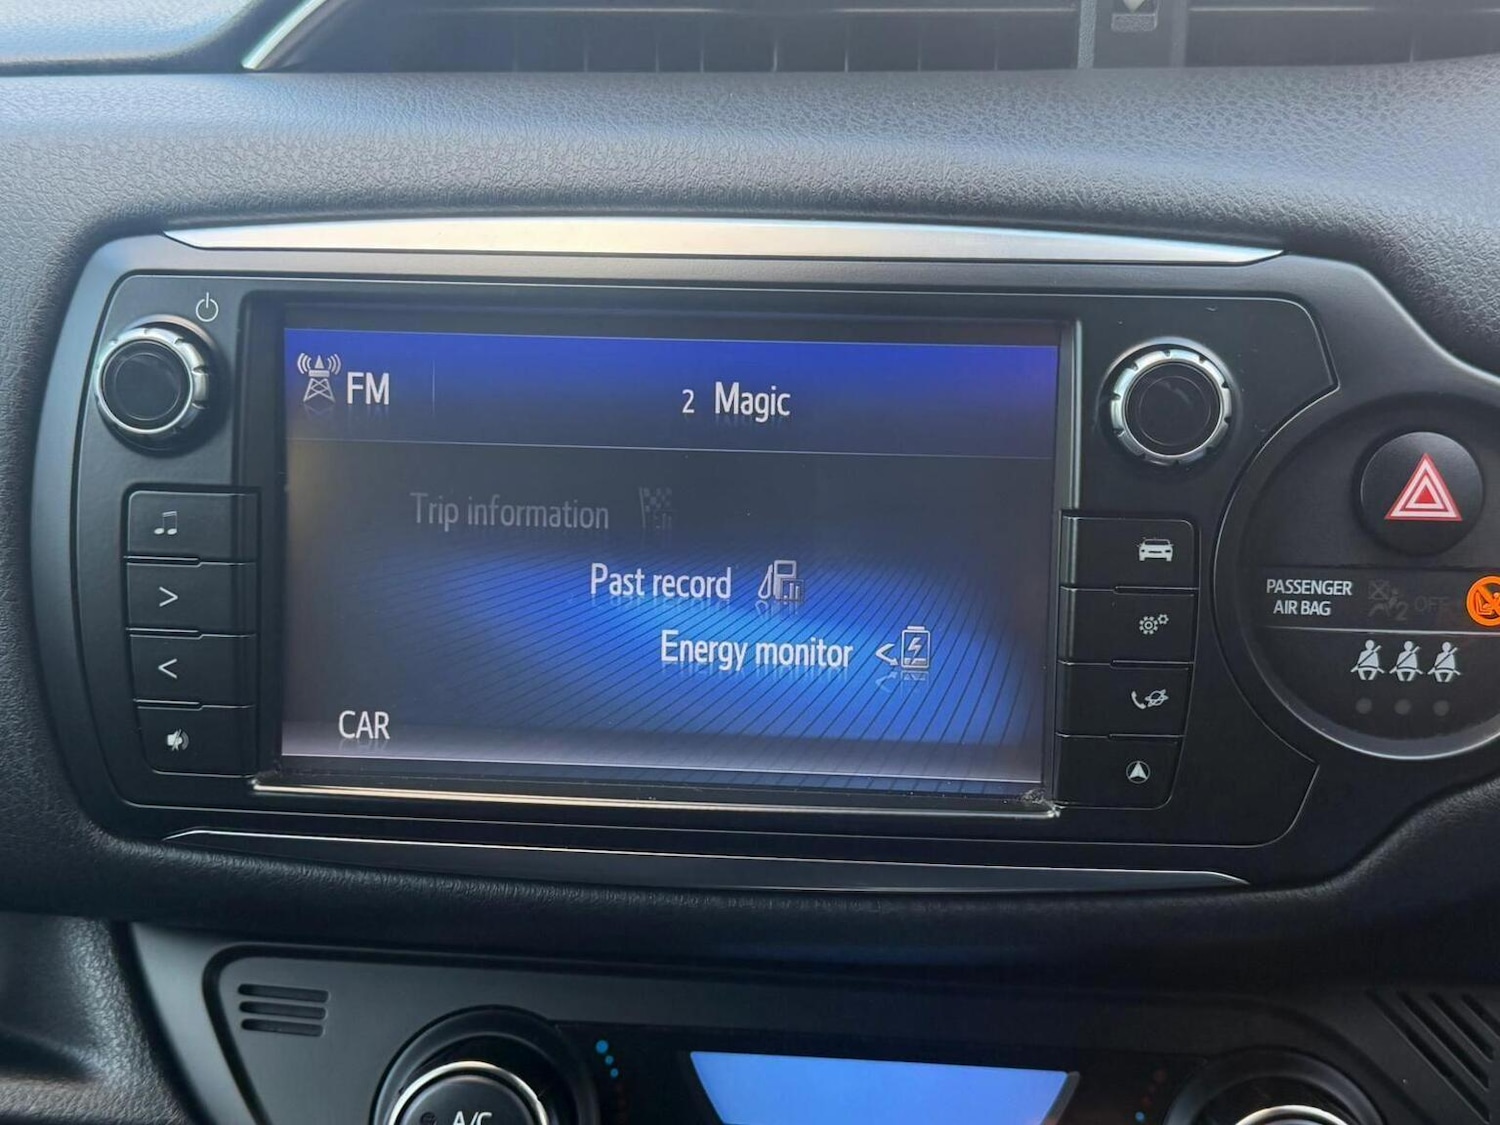 FM
2 Magic
Trip information
Past record
Energy monitor
CAR
PASSENGER
AIR BAG
OFF
A/C